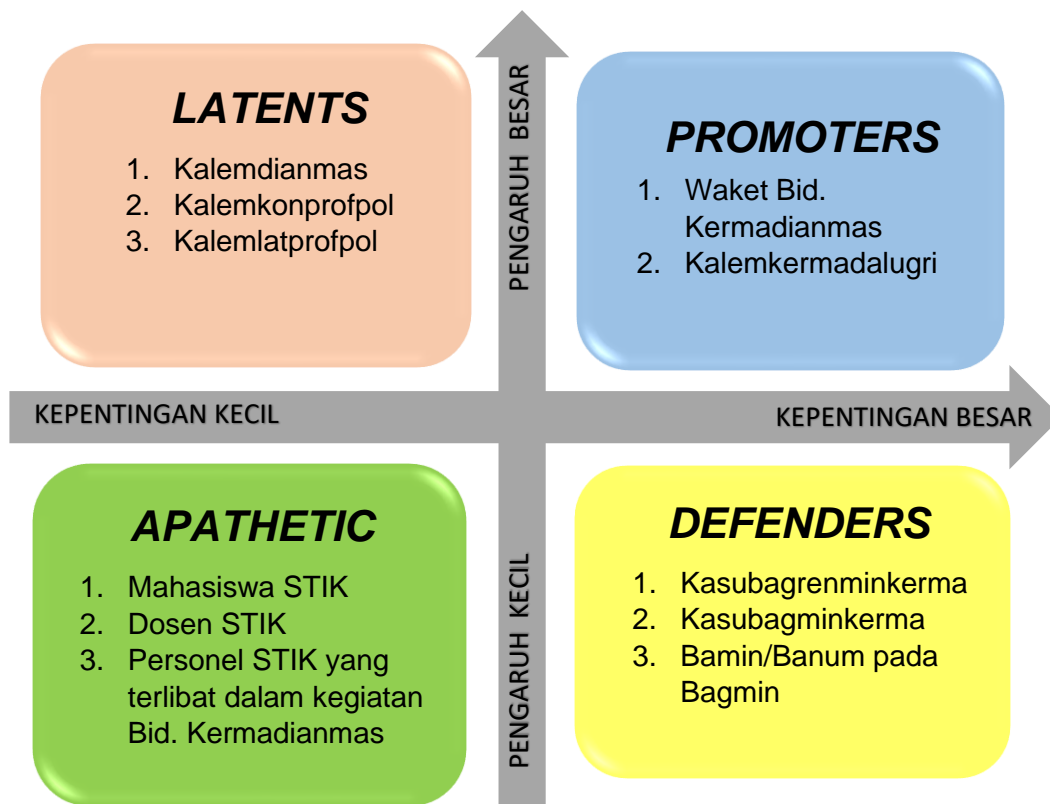 LATENTS
1. Kalemdianmas
2. Kalemkonprofpol
3. Kalemlatprofpol
PENGARUH BESAR
PROMOTERS
1. Waket Bid.
Kermadianmas
2. Kalemkermadalugri
KEPENTINGAN KECIL
KEPENTINGAN BESAR
APATHETIC
1. Mahasiswa STIK
2. Dosen STIK
3. Personel STIK yang
terlibat dalam kegiatan
Bid. Kermadianmas
PENGARUH KECIL
DEFENDERS
1. Kasubagrenminkerma
2. Kasubagminkerma
3. Bamin/Banum pada
Bagmin